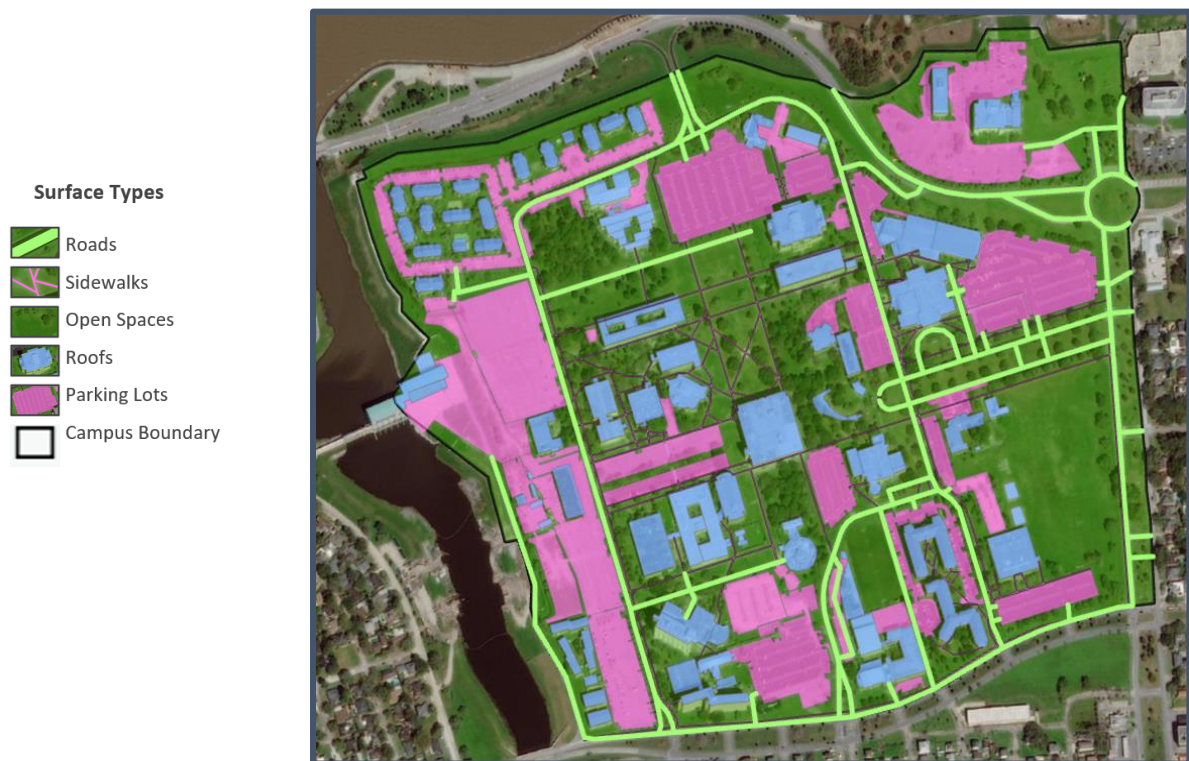 Surface Types
Roads
Sidewalks
Open Spaces
Roofs
Parking Lots
Campus Boundary